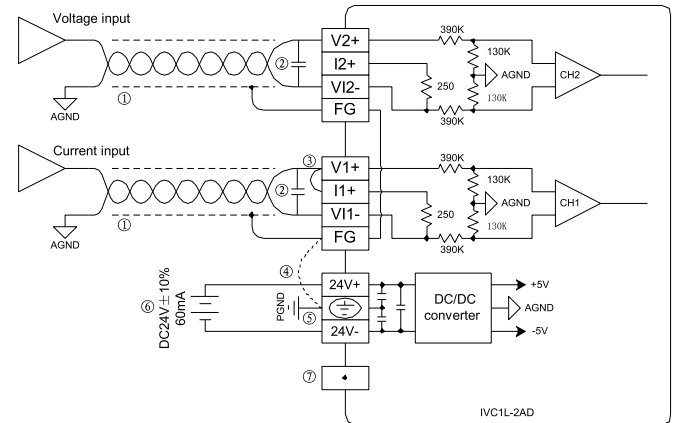 Voltage input
AGND
①
②
V2+
I2+
VI2-
FG
390K
130K
AGND
130K
250
390K
CH2
Current input
AGND
①
②
③
V1+
I1+
VI1-
FG
390K
130K
AGND
130K
250
390K
CH1
④
⑥
DC24V±10%
60mA
PGND
⑤
24V+
24V-
DC/DC
converter
+5V
AGND
-5V
⑦
IVC1L-2AD